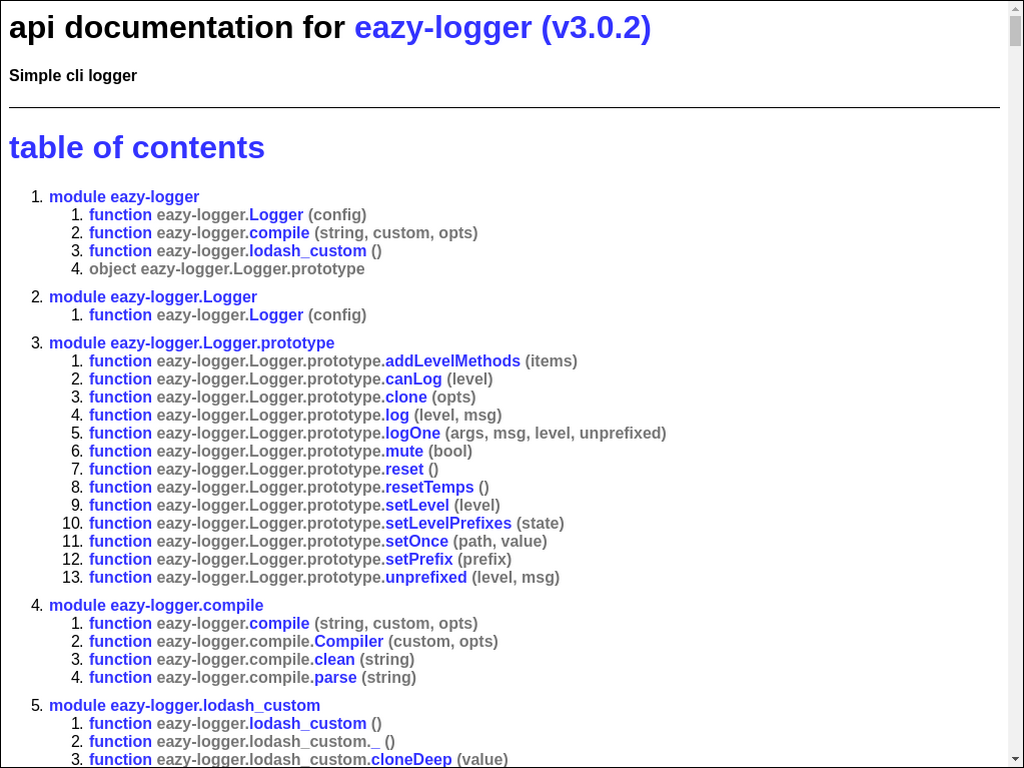 api documentation for eazy-logger (v3.0.2)
Simple cli logger
table of contents
1. module eazy-logger
1. function eazy-logger.Logger (config)
2. function eazy-logger.compile (string, custom, opts)
3. function eazy-logger.lodash_custom ()
4. object eazy-logger.Logger.prototype
2. module eazy-logger.Logger
1. function eazy-logger.Logger (config)
3. module eazy-logger.Logger.prototype
1. function eazy-logger.Logger.prototype.addLevelMethods (items)
2. function eazy-logger.Logger.prototype.canLog (level)
3. function eazy-logger.Logger.prototype.clone (opts)
4. function eazy-logger.Logger.prototype.log (level, msg)
5. function eazy-logger.Logger.prototype.logOne (args, msg, level, unprefixed)
6. function eazy-logger.Logger.prototype.mute (bool)
7. function eazy-logger.Logger.prototype.reset ()
8. function eazy-logger.Logger.prototype.resetTemps ()
9. function eazy-logger.Logger.prototype.setLevel (level)
10. function eazy-logger.Logger.prototype.setLevelPrefixes (state)
11. function eazy-logger.Logger.prototype.setOnce (path, value)
12. function eazy-logger.Logger.prototype.setPrefix (prefix)
13. function eazy-logger.Logger.prototype.unprefixed (level, msg)
4. module eazy-logger.compile
1. function eazy-logger.compile (string, custom, opts)
2. function eazy-logger.compile.Compiler (custom, opts)
3. function eazy-logger.compile.clean (string)
4. function eazy-logger.compile.parse (string)
5. module eazy-logger.lodash_custom
1. function eazy-logger.lodash_custom ()
2. function eazy-logger.lodash_custom._ ()
3. function eazy-logger.lodash_custom.cloneDeep (value)